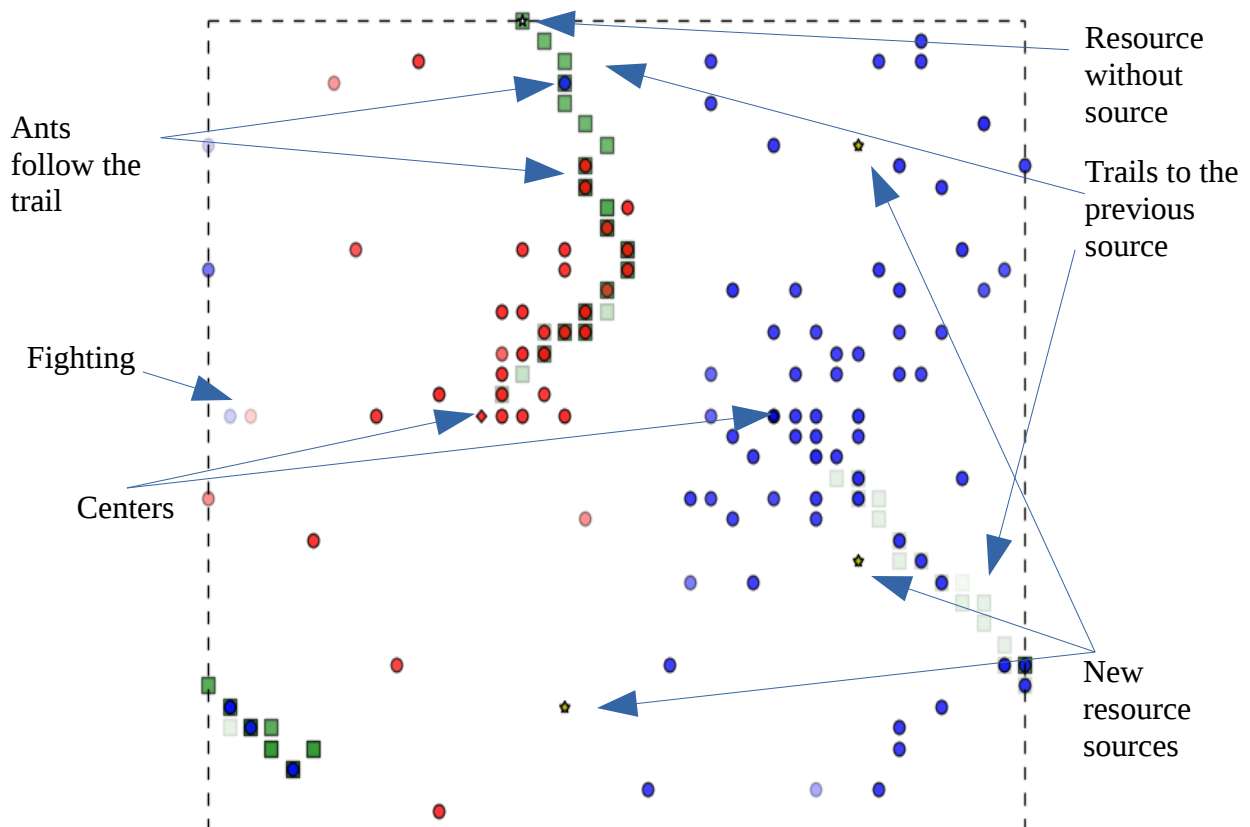 Resource
without
source
Ants
follow the
trail
Trails to the
previous
source
Fighting
Centers
New
resource
sources